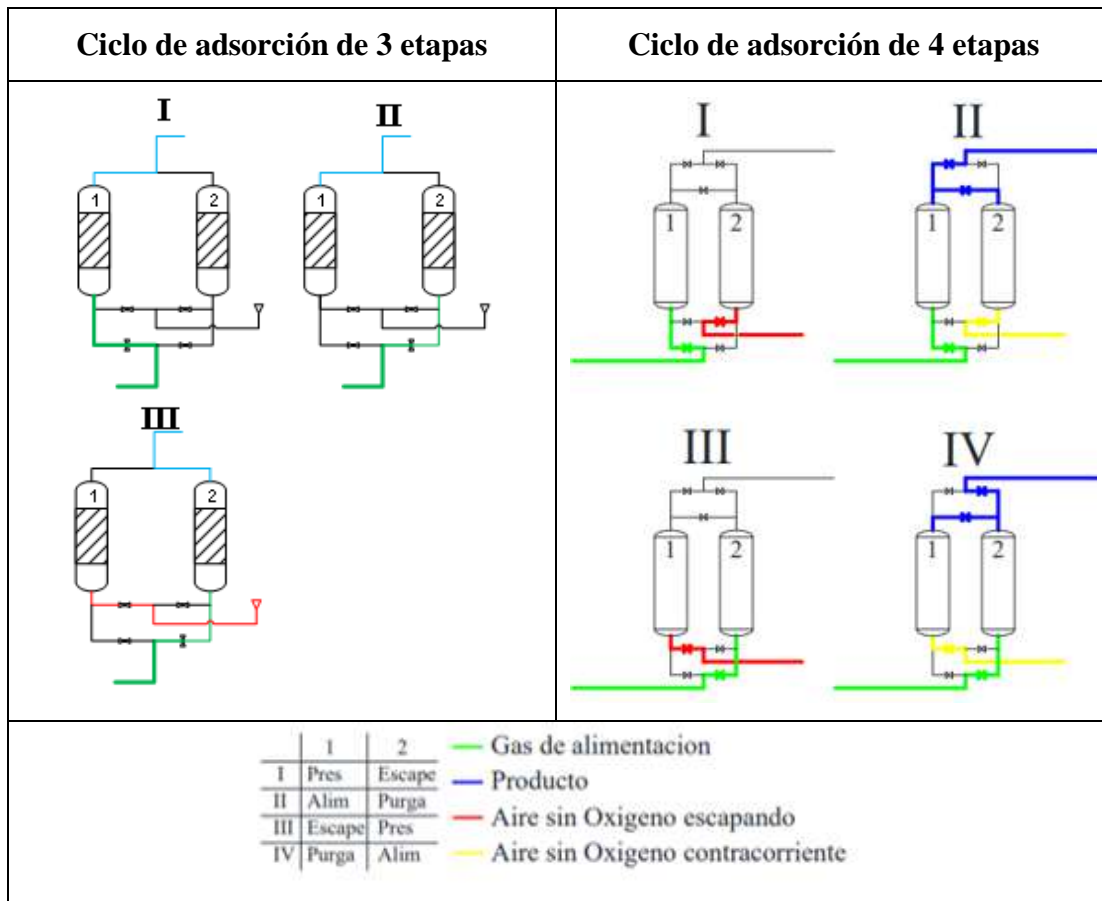 Ciclo de adsorción de 3 etapas
Ciclo de adsorción de 4 etapas
I
II
1
2
1
2
III
1
2
I
II
1
2
1
2
III
IV
1
2
1
2
1 2
I Pres Escape
II Alim Purga
III Escape Pres
IV Purga Alim
Gas de alimentacion
Producto
Aire sin Oxigeno escapando
Aire sin Oxigeno contracorriente